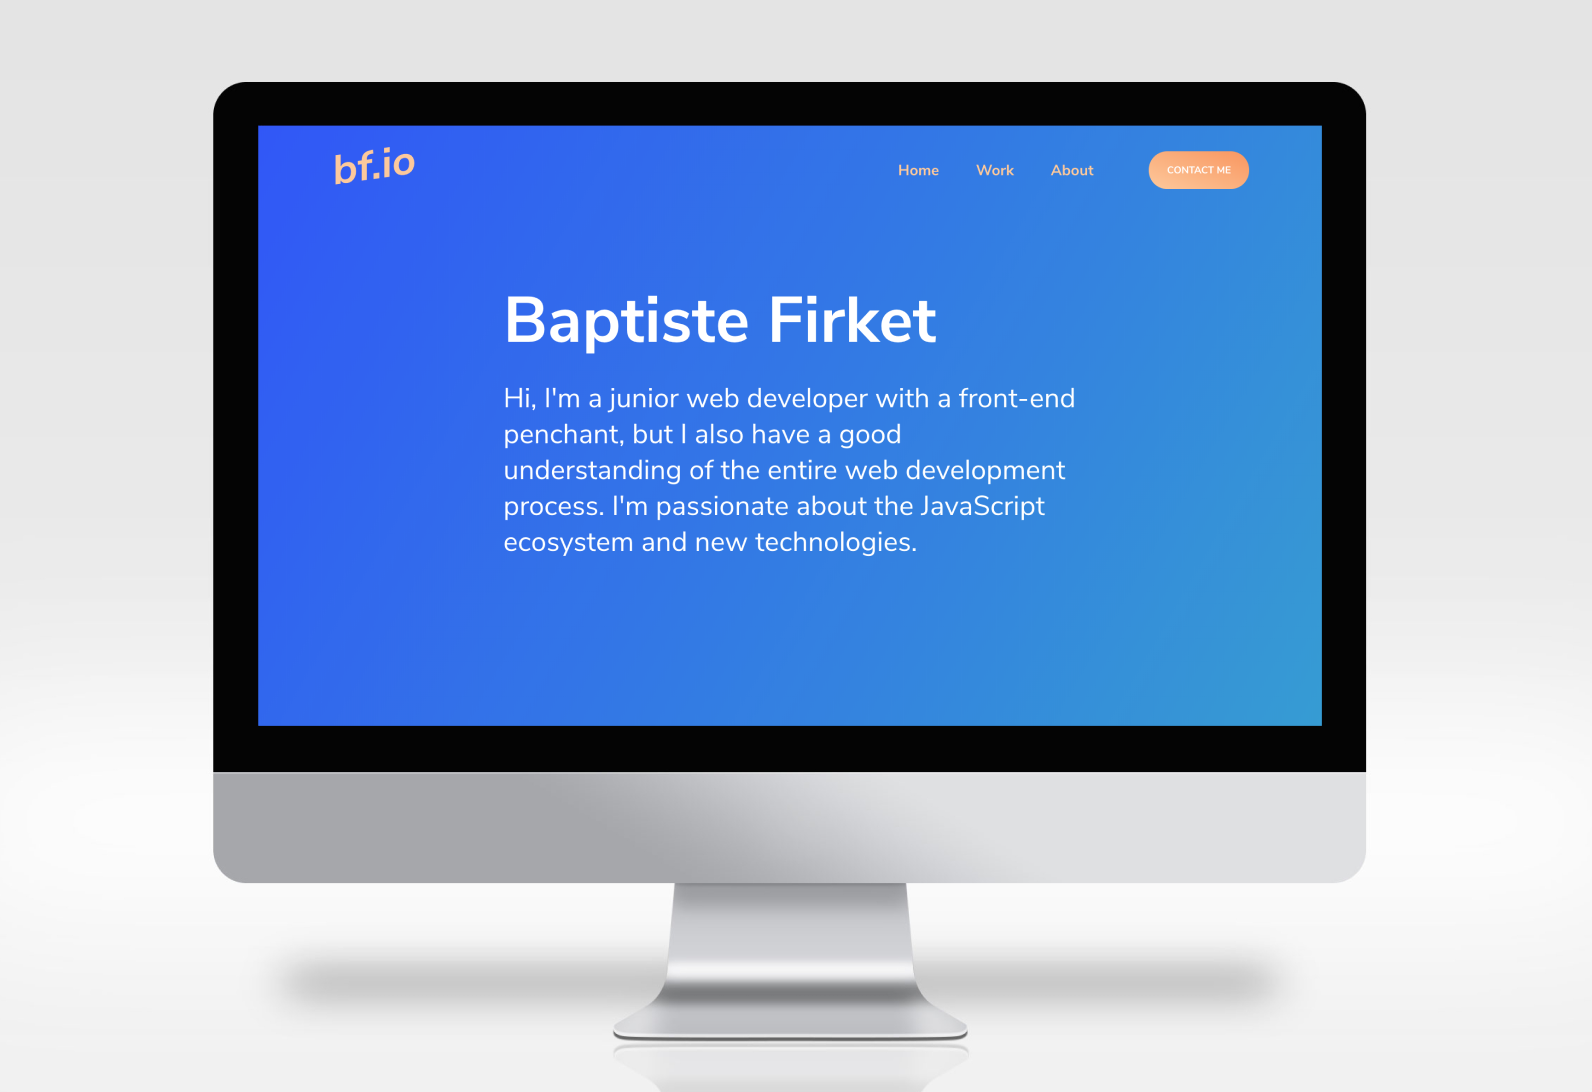 bf.io
Home Work About CONTACT ME
Baptiste Firket
Hi, I'm a junior web developer with a front-end
penchant, but I also have a good
understanding of the entire web development
process. I'm passionate about the JavaScript
ecosystem and new technologies.